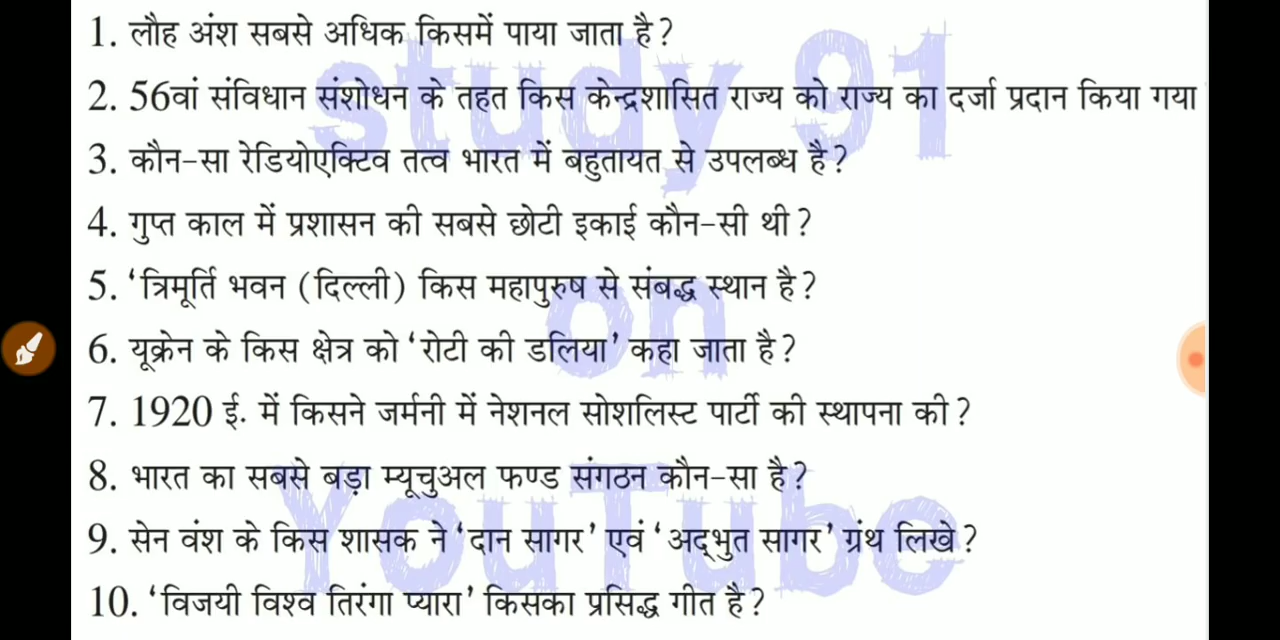 1. लौह अंश सबसे अधिक किसमें पाया जाता है?
2. 56वां संविधान संशोधन के तहत किस केन्द्रशासित राज्य को राज्य का दर्जा प्रदान किया गया
3. कौन-सा रेडियोएक्टिव तत्व भारत में बहुतायत से उपलब्ध है?
4. गुप्त काल में प्रशासन की सबसे छोटी इकाई कौन-सी थी?
5. ‘त्रिमूर्ति भवन (दिल्ली) किस महापुरुष से संबद्ध स्थान है?
6. यूक्रेन के किस क्षेत्र को ‘रोटी की डलिया’ कहा जाता है?
7. 1920 ई. में किसने जर्मनी में नेशनल सोशलिस्ट पार्टी की स्थापना की?
8. भारत का सबसे बड़ा म्यूचुअल फण्ड संगठन कौन-सा है?
9. सेन वंश के किस शासक ने ‘दान सागर’ एवं ‘अद्भुत सागर’ ग्रंथ लिखे?
10. ‘विजयी विश्व तिरंगा प्यारा’ किसका प्रसिद्ध गीत है?
study 91
on
YouTube